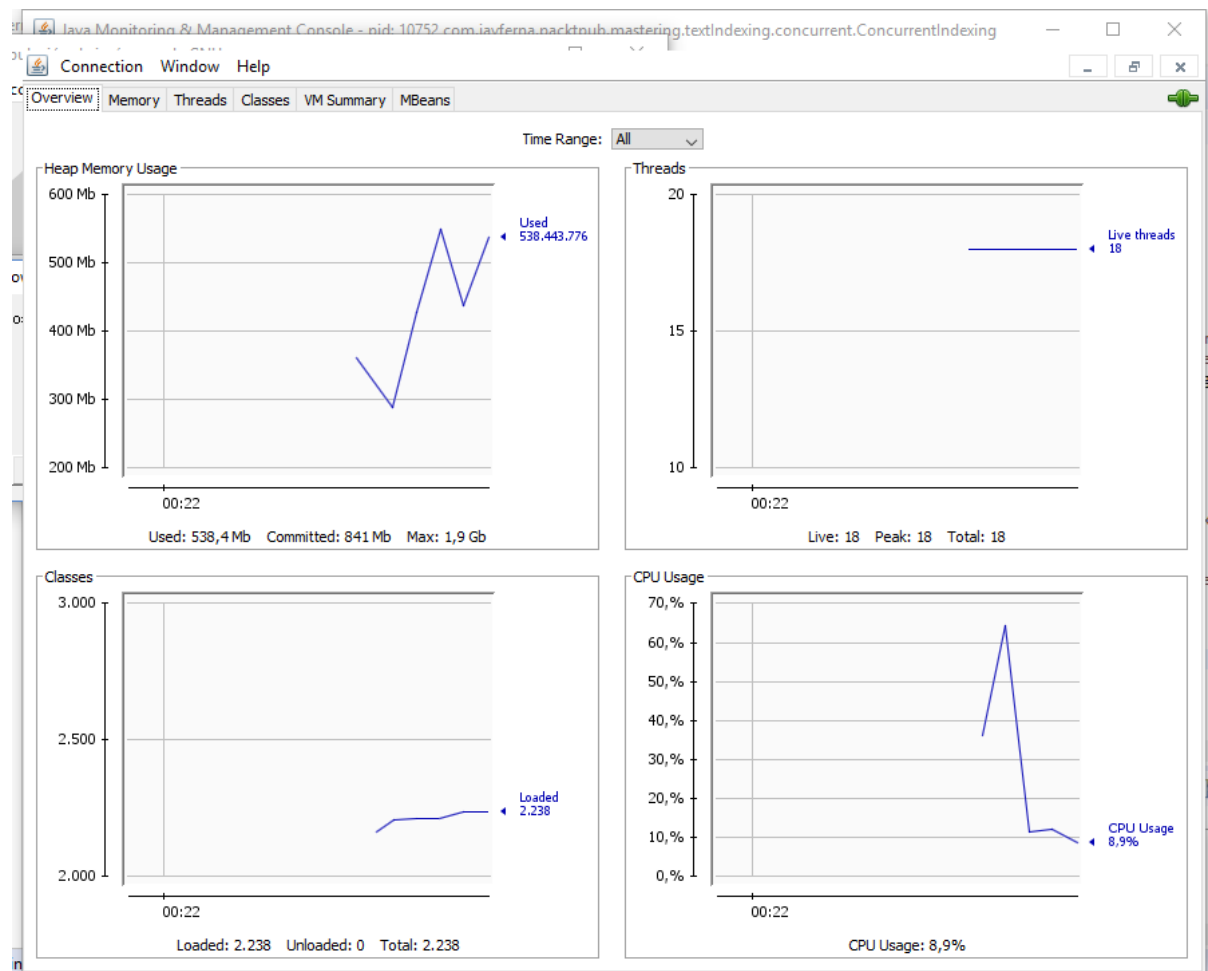 Java Monitoring & Management Console - pid: 10752 com.javferna.packtpub.mastering.textIndexing.concurrent.ConcurrentIndexing
Connection Window Help
Overview Memory Threads Classes VM Summary MBeans
Time Range: All
Heap Memory Usage
600 Mb
500 Mb
400 Mb
300 Mb
200 Mb
Used
538.443.776
00:22
Used: 538,4 Mb Committed: 841 Mb Max: 1,9 Gb
Threads
20
15
10
Live threads
18
00:22
Live: 18 Peak: 18 Total: 18
Classes
3.000
2.500
2.000
Loaded
2.238
00:22
Loaded: 2.238 Unloaded: 0 Total: 2.238
CPU Usage
70,%
60,%
50,%
40,%
30,%
20,%
10,%
0,%
CPU Usage
8,9%
00:22
CPU Usage: 8,9%